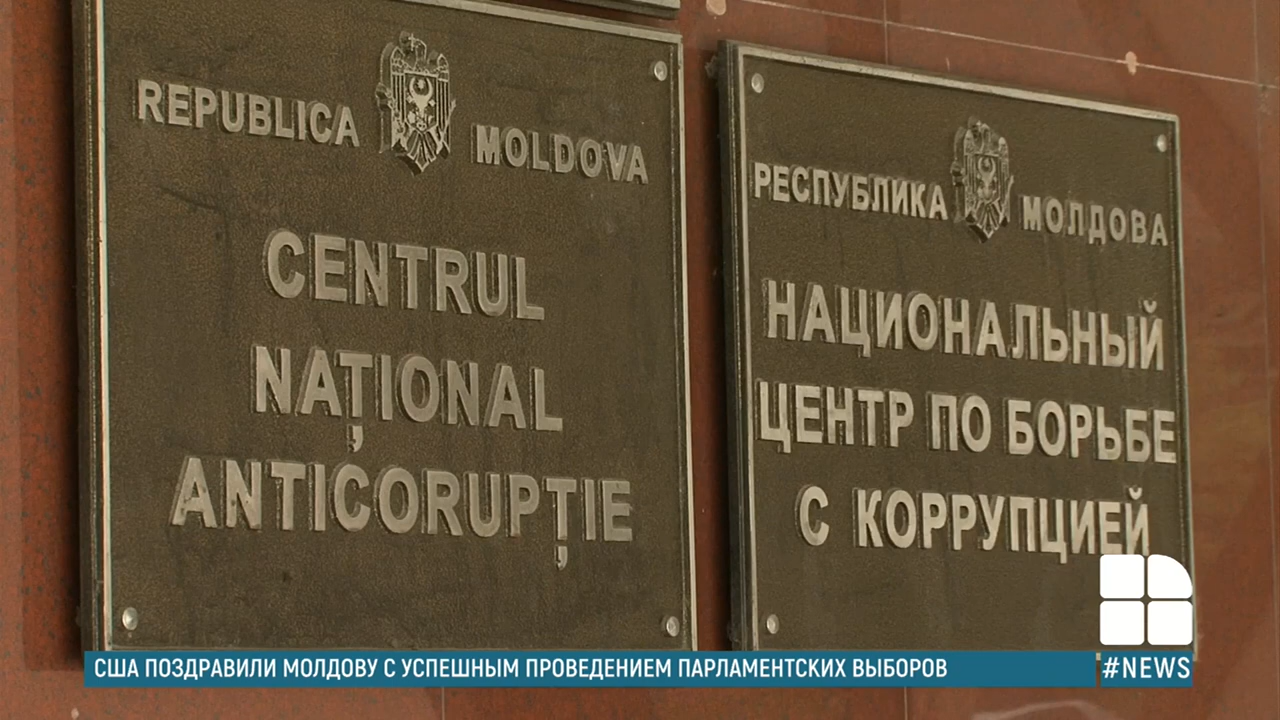 REPUBLICA MOLDOVA
CENTRUL
NAȚIONAL
ANTICORUPȚIE
РЕСПУБЛИКА МОЛДОВА
НАЦИОНАЛЬНЫЙ
ЦЕНТР ПО БОРЬБЕ
С КОРРУПЦИЕЙ
США ПОЗДРАВИЛИ МОЛДОВУ С УСПЕШНЫМ ПРОВЕДЕНИЕМ ПАРЛАМЕНТСКИХ ВЫБОРОВ
#NEWS